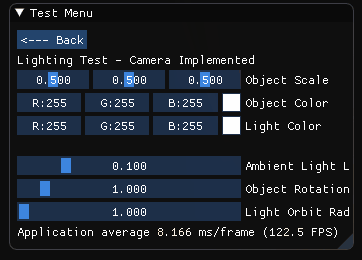 Test Menu
<--- Back
Lighting Test - Camera Implemented
0.500 0.500 0.500 Object Scale
R:255 G:255 B:255 Object Color
R:255 G:255 B:255 Light Color
0.100 Ambient Light L
1.000 Object Rotation
1.000 Light Orbit Rad
Application average 8.166 ms/frame (122.5 FPS)